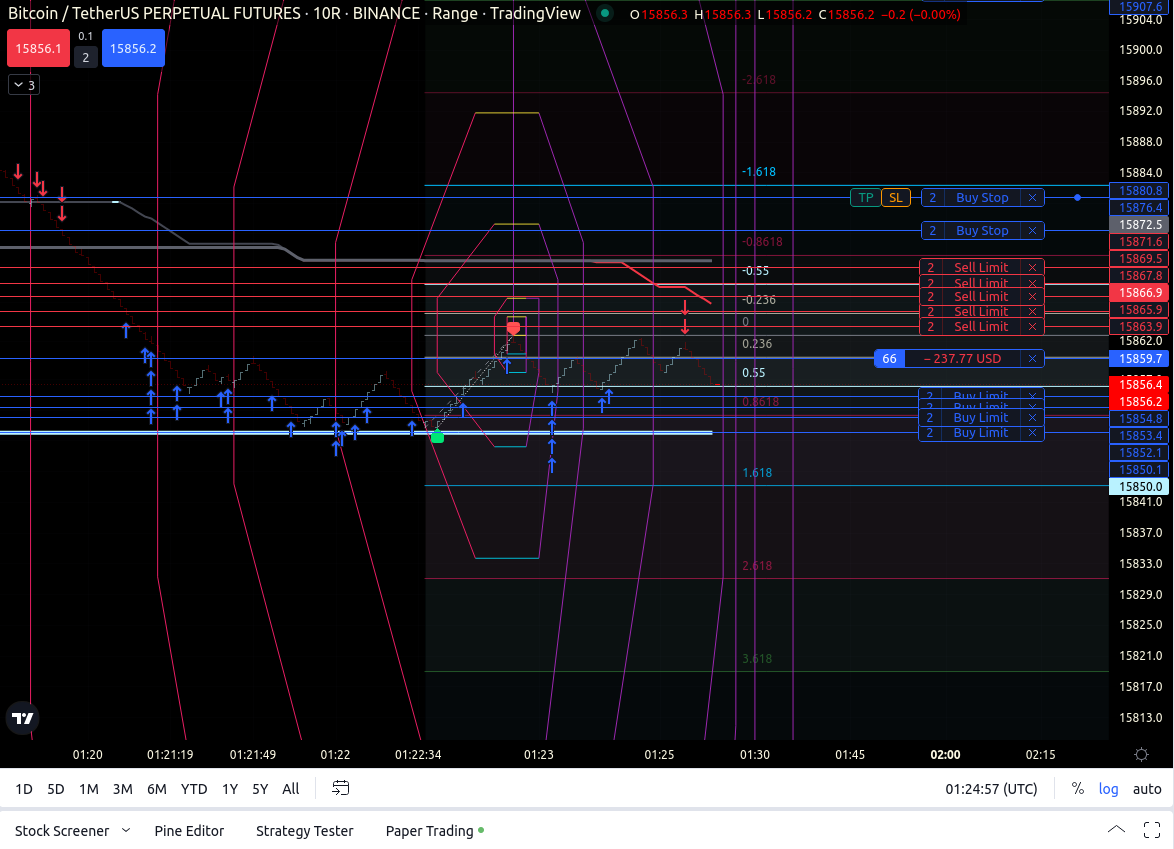 Bitcoin / TetherUS PERPETUAL FUTURES · 10R · BINANCE · Range · TradingView
O15856.3 H15856.3 L15856.2 C15856.2 −0.2 (−0.00%)
15856.1 0.1 2 15856.2
3
15907.6
15904.0
15900.0
15896.0
15892.0
15888.0
15884.0
15880.8
15876.4
15872.5
15871.6
15869.5
15867.8
15866.9
15865.9
15863.9
15862.0
15859.7
15856.4
15856.2
15854.8
15853.4
15852.1
15850.1
15850.0
15841.0
15837.0
15833.0
15829.0
15825.0
15821.0
15817.0
15813.0
-2.618
-1.618
-0.8618
-0.55
-0.236
0
0.236
0.55
0.8618
1.618
2.618
3.618
TP SL 2 Buy Stop ×
2 Buy Stop ×
2 Sell Limit ×
2 Sell Limit ×
2 Sell Limit ×
2 Sell Limit ×
2 Sell Limit ×
66 − 237.77 USD ×
2 Buy Limit ×
2 Buy Limit ×
2 Buy Limit ×
2 Buy Limit ×
01:20 01:21:19 01:21:49 01:22 01:22:34 01:23 01:25 01:30 01:45 02:00 02:15
1D 5D 1M 3M 6M YTD 1Y 5Y All 01:24:57 (UTC) % log auto
Stock Screener Pine Editor Strategy Tester Paper Trading